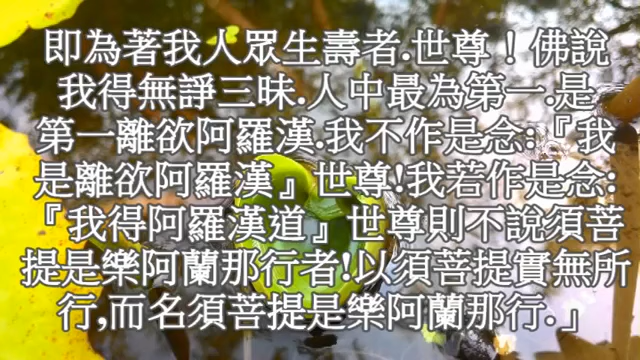 即為著我人眾生壽者.世尊！佛說
我得無諍三昧.人中最為第一.是
第一離欲阿羅漢.我不作是念:『我
是離欲阿羅漢』世尊!我若作是念:
『我得阿羅漢道』世尊則不說須菩
提是樂阿蘭那行者!以須菩提實無所
行,而名須菩提是樂阿蘭那行.」